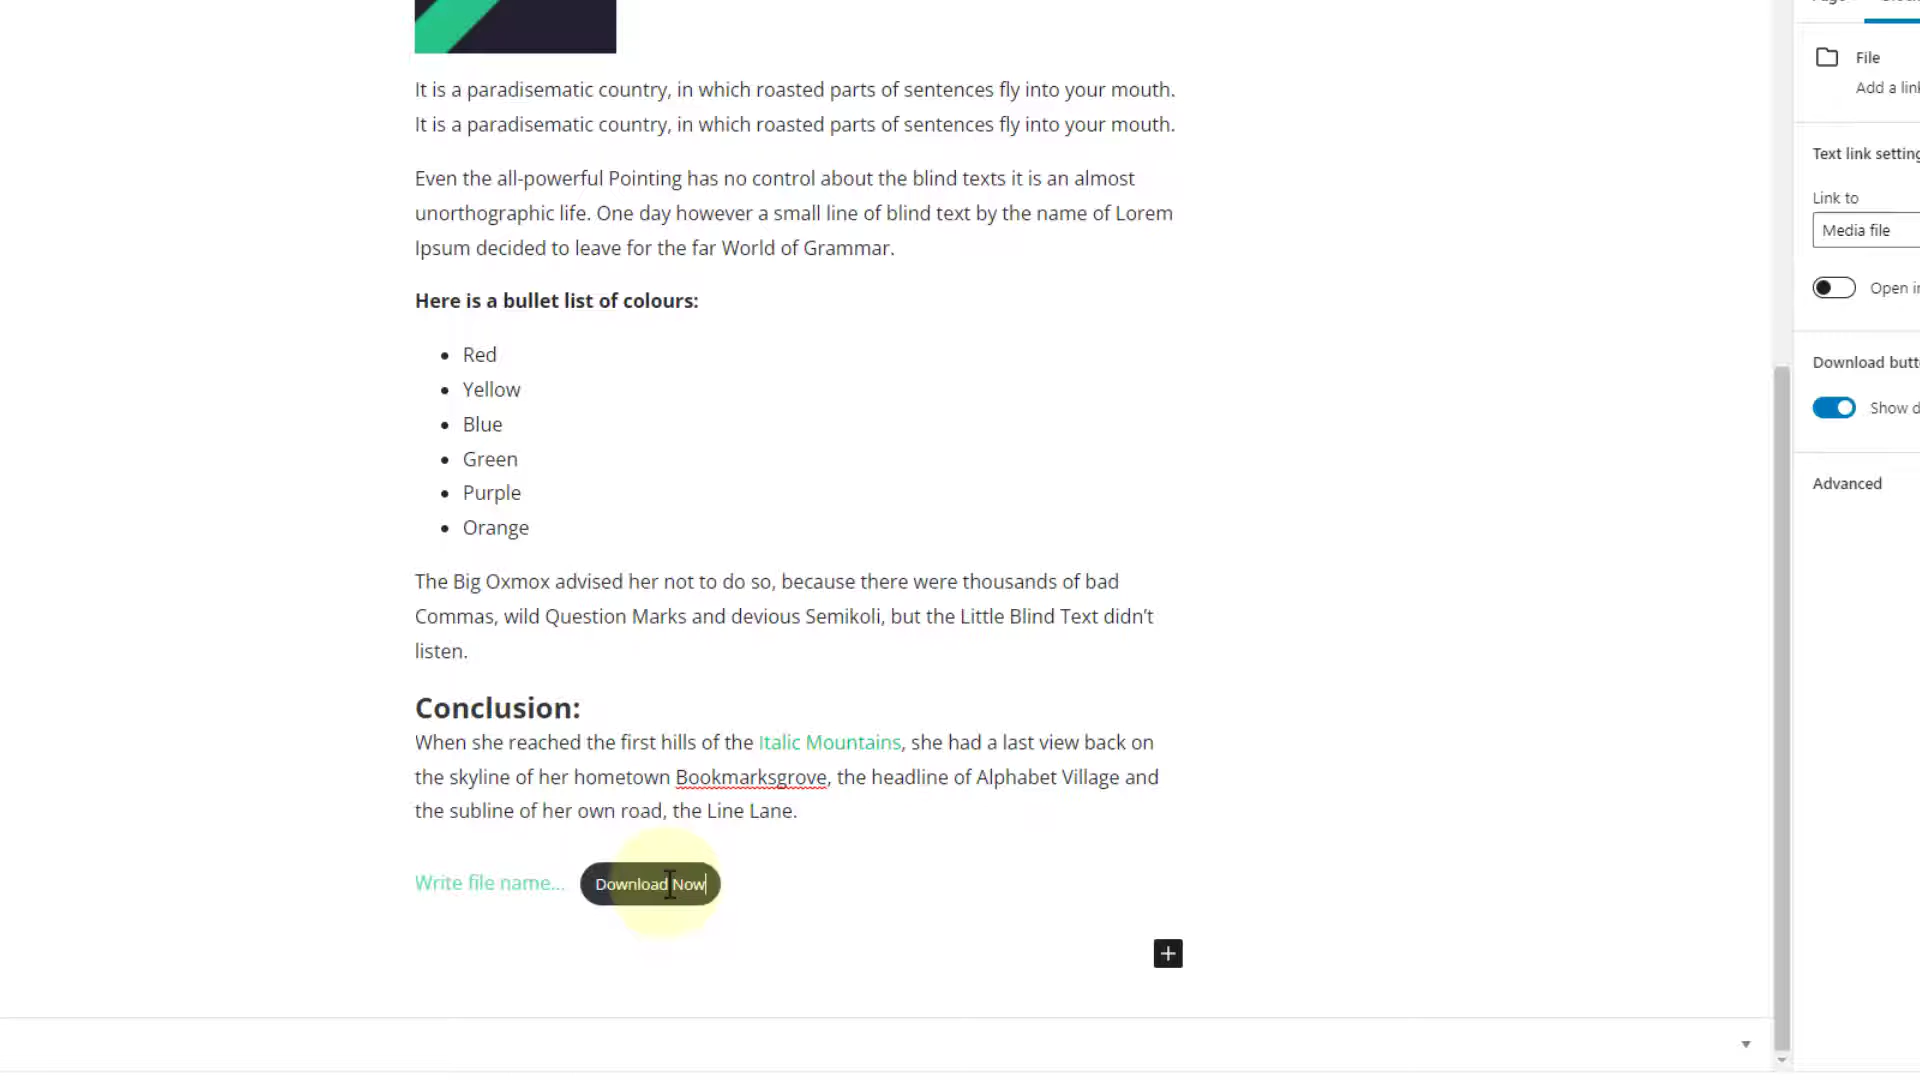 It is a paradisematic country, in which roasted parts of sentences fly into your mouth.
It is a paradisematic country, in which roasted parts of sentences fly into your mouth.
Even the all-powerful Pointing has no control about the blind texts it is an almost
unorthographic life. One day however a small line of blind text by the name of Lorem
Ipsum decided to leave for the far World of Grammar.
Here is a bullet list of colours:
Red
Yellow
Blue
Green
Purple
Orange
The Big Oxmox advised her not to do so, because there were thousands of bad
Commas, wild Question Marks and devious Semikoli, but the Little Blind Text didn't
listen.
Conclusion:
When she reached the first hills of the Italic Mountains, she had a last view back on
the skyline of her hometown Bookmarksgrove, the headline of Alphabet Village and
the subline of her own road, the Line Lane.
Write file name... Download Now
File
Add a link
Text link setting
Link to
Media file
Open i
Download butt
Show d
Advanced